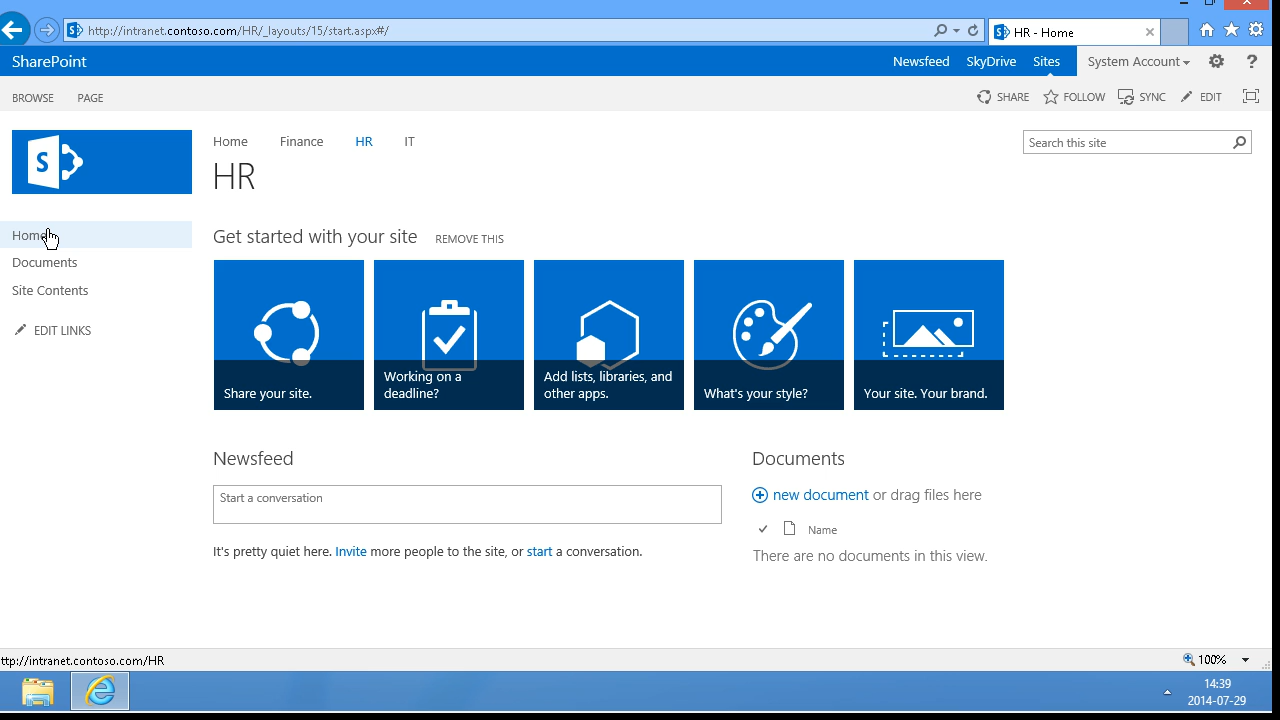 http://intranet.contoso.com/HR/_layouts/15/start.aspx#/
HR - Home
SharePoint
Newsfeed SkyDrive Sites System Account ?
BROWSE PAGE
SHARE FOLLOW SYNC EDIT
S
Home Finance HR IT
Search this site
HR
Home
Documents
Site Contents
EDIT LINKS
Get started with your site REMOVE THIS
Share your site.
Working on a
deadline?
Add lists, libraries, and
other apps.
What's your style?
Your site. Your brand.
Newsfeed
Start a conversation
It's pretty quiet here. Invite more people to the site, or start a conversation.
Documents
new document or drag files here
Name
There are no documents in this view.
ttp://intranet.contoso.com/HR
100%
14:39
2014-07-29